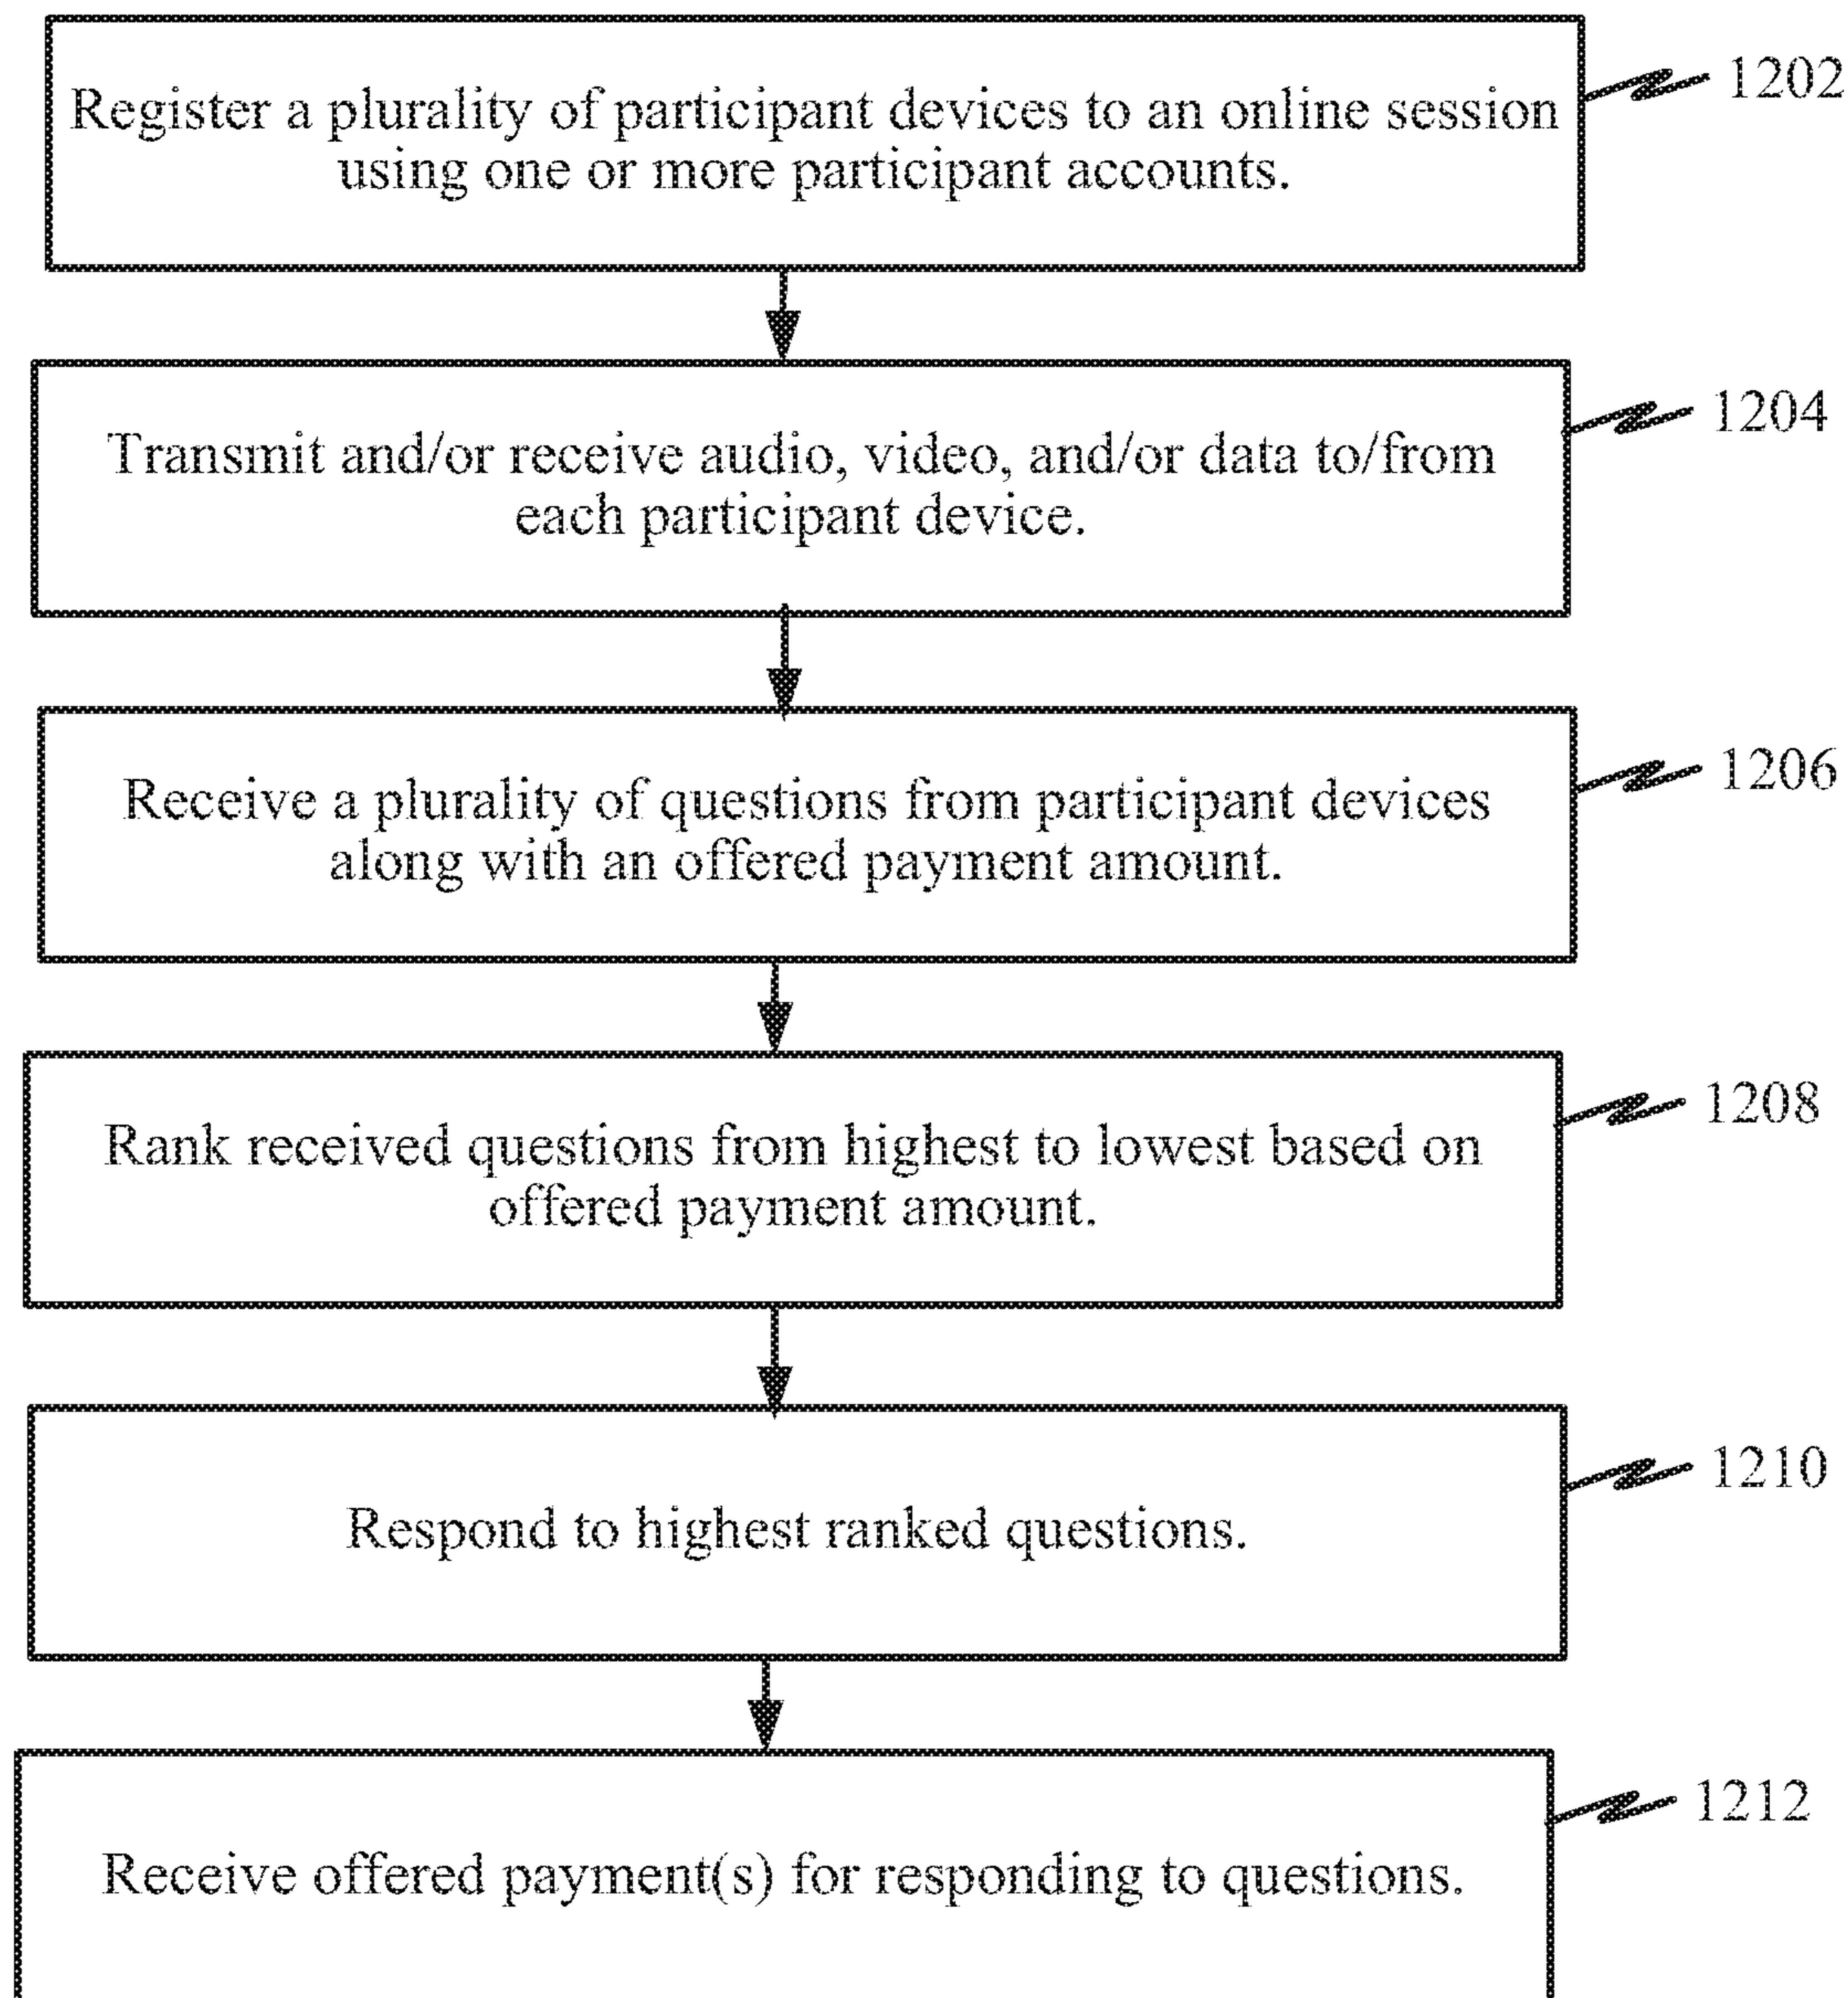 1202
Register a plurality of participant devices to an online session
using one or more participant accounts.
1204
Transmit and/or receive audio, video, and/or data to/from
each participant device.
1206
Receive a plurality of questions from participant devices
along with an offered payment amount.
1208
Rank received questions from highest to lowest based on
offered payment amount.
1210
Respond to highest ranked questions.
1212
Receive offered payment(s) for responding to questions.